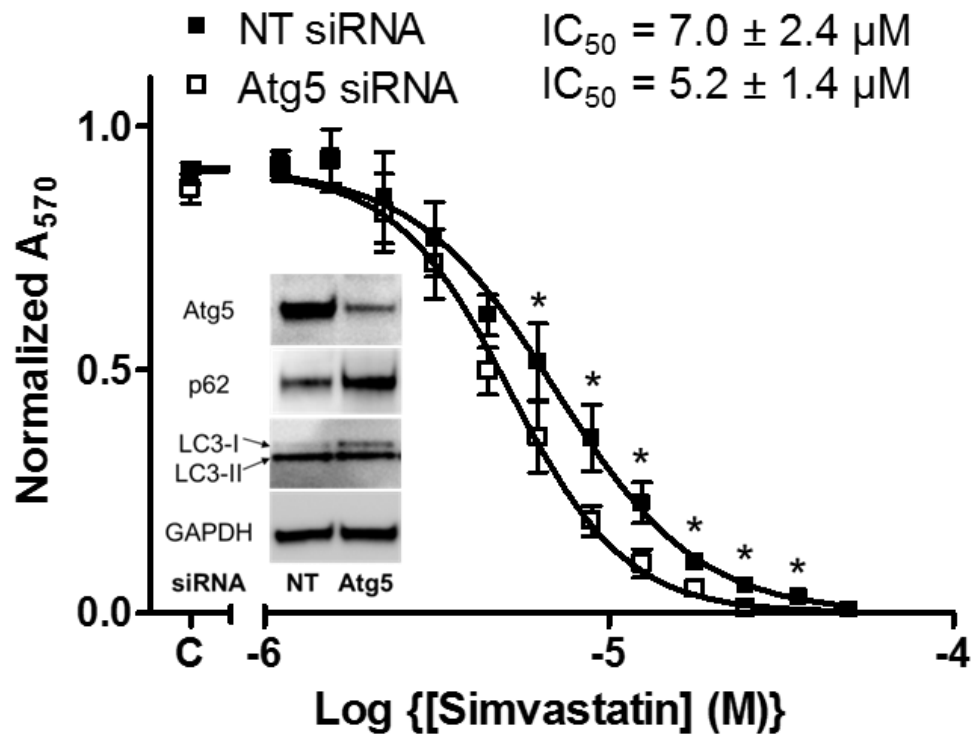 ■ NT siRNA IC₅₀ = 7.0 ± 2.4 µM
□ Atg5 siRNA IC₅₀ = 5.2 ± 1.4 µM
1.0
0.5
0.0
Normalized A₅₇₀
Atg5
p62
LC3-I
LC3-II
GAPDH
siRNA NT Atg5
* * * * * *
C -6 -5 -4
Log {[Simvastatin] (M)}